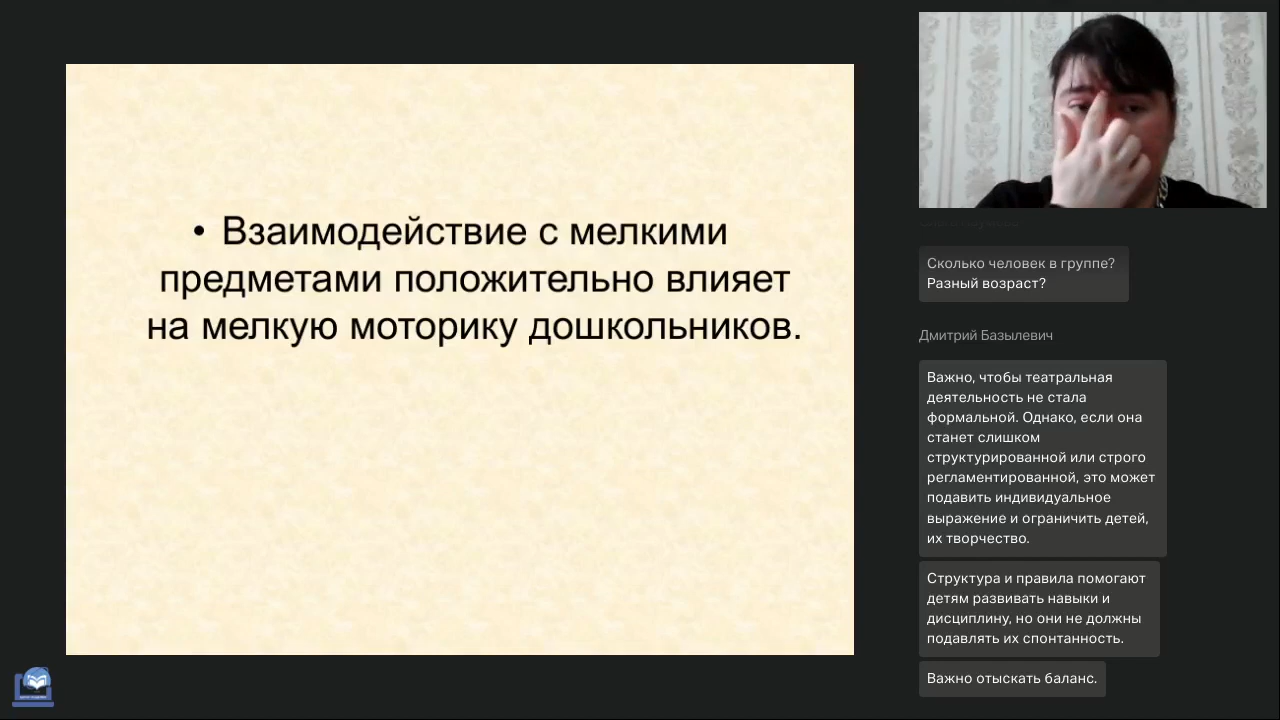 • Взаимодействие с мелкими
предметами положительно влияет
на мелкую моторику дошкольников.
Сколько человек в группе?
Разный возраст?
Дмитрий Базылевич
Важно, чтобы театральная
деятельность не стала
формальной. Однако, если она
станет слишком
структурированной или строго
регламентированной, это может
подавить индивидуальное
выражение и ограничить детей,
их творчество.
Структура и правила помогают
детям развивать навыки и
дисциплину, но они не должны
подавлять их спонтанность.
Важно отыскать баланс.